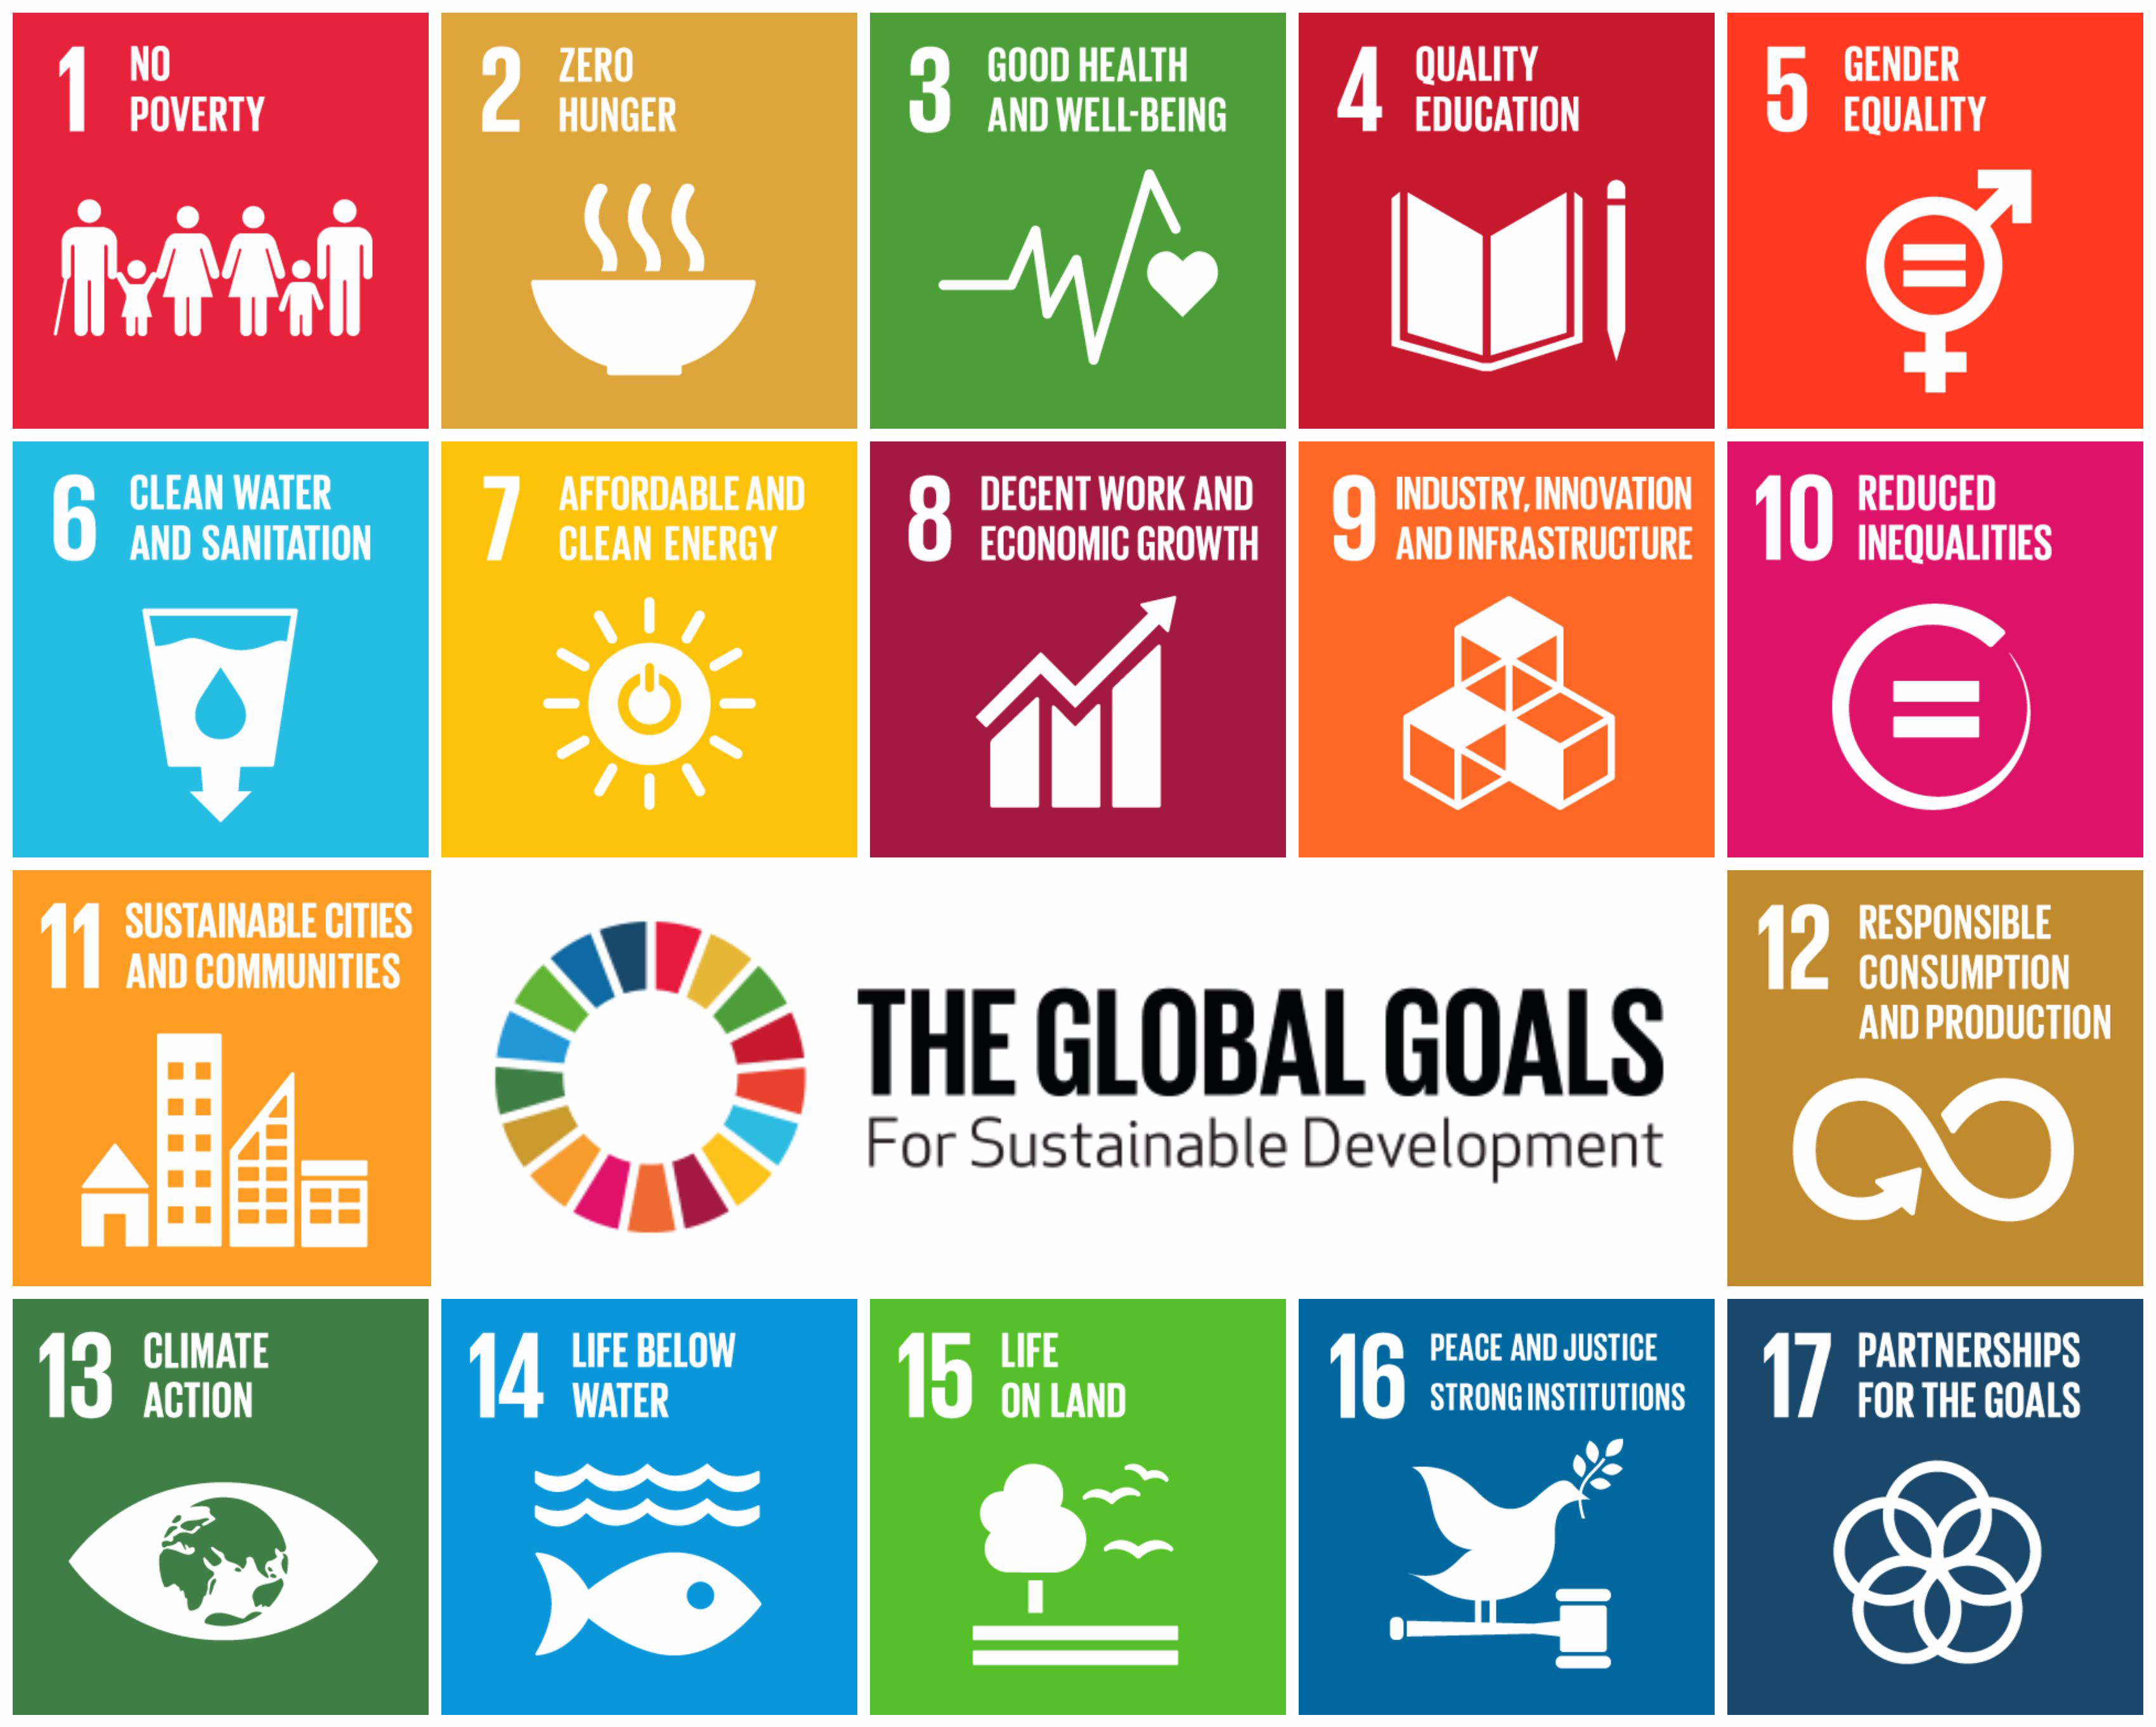 1 NO
POVERTY
2 ZERO
HUNGER
3 GOOD HEALTH
AND WELL-BEING
4 QUALITY
EDUCATION
5 GENDER
EQUALITY
6 CLEAN WATER
AND SANITATION
7 AFFORDABLE AND
CLEAN ENERGY
8 DECENT WORK AND
ECONOMIC GROWTH
9 INDUSTRY, INNOVATION
AND INFRASTRUCTURE
10 REDUCED
INEQUALITIES
11 SUSTAINABLE CITIES
AND COMMUNITIES
THE GLOBAL GOALS
For Sustainable Development
12 RESPONSIBLE
CONSUMPTION
AND PRODUCTION
13 CLIMATE
ACTION
14 LIFE BELOW
WATER
15 LIFE
ON LAND
16 PEACE AND JUSTICE
STRONG INSTITUTIONS
17 PARTNERSHIPS
FOR THE GOALS